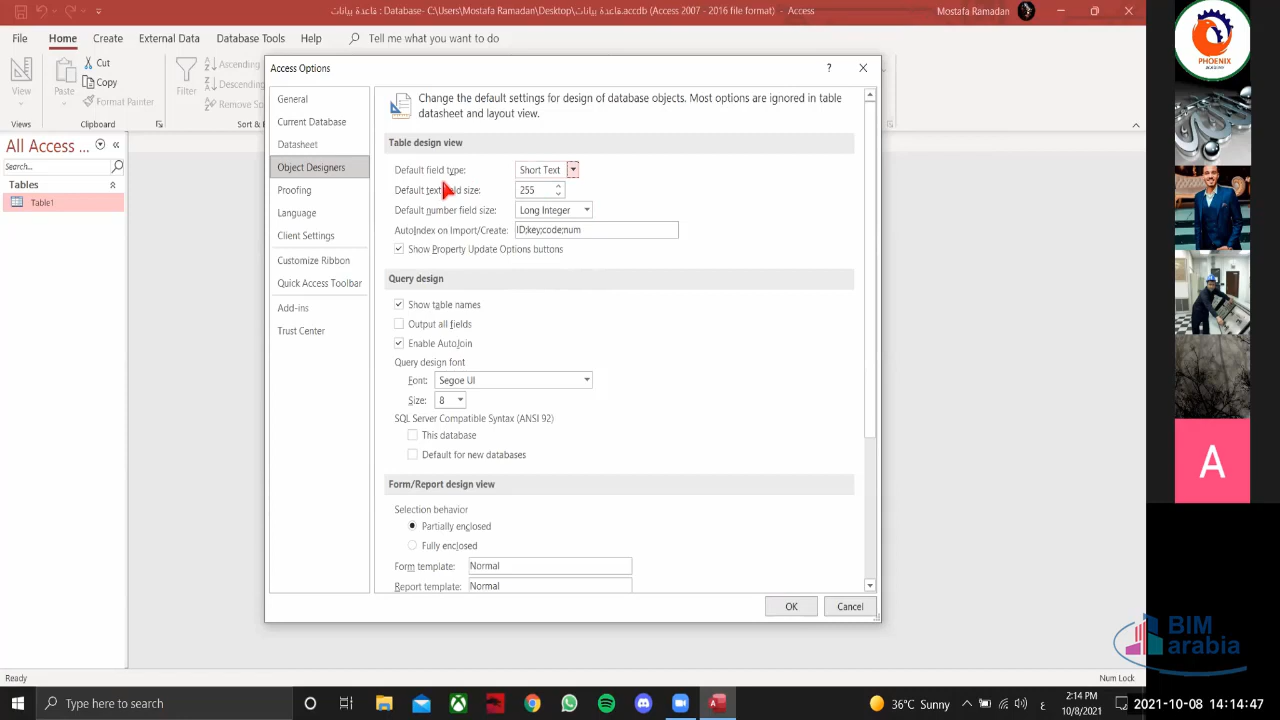 قاعدة بيانات : Database- C:\Users\Mostafa Ramadan\Desktop\قاعدة بيانات.accdb (Access 2007 - 2016 file format) - Access
Mostafa Ramadan
File
Home
Create
External Data
Database Tools
Help
Tell me what you want to do
View
Views
Paste
Cut
Copy
Format Painter
Clipboard
Filter
Ascending
Descending
Remove So
Sort &
All Access ...
Search...
Tables
Table1
Access Options
?
General
Current Database
Datasheet
Object Designers
Proofing
Language
Client Settings
Customize Ribbon
Quick Access Toolbar
Add-ins
Trust Center
Change the default settings for design of database objects. Most options are ignored in table
datasheet and layout view.
Table design view
Default field type: Short Text
Default text field size: 255
Default number field size: Long Integer
AutoIndex on Import/Create: ID;key;code;num
Show Property Update Options buttons
Query design
Show table names
Output all fields
Enable AutoJoin
Query design font
Font: Segoe UI
Size: 8
SQL Server Compatible Syntax (ANSI 92)
This database
Default for new databases
Form/Report design view
Selection behavior
Partially enclosed
Fully enclosed
Form template: Normal
Report template: Normal
OK
Cancel
PHOENIX
A
BIM
arabia
Ready
Num Lock
Type here to search
36°C Sunny
ع
2:14 PM
10/8/2021
2021-10-08 14:14:47